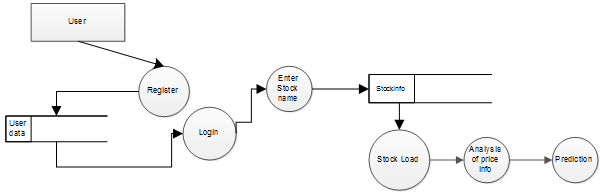 User
Register
User
data
Login
Enter
Stock
name
Stockinfo
Stock Load
Analysis
of price
info
Prediction